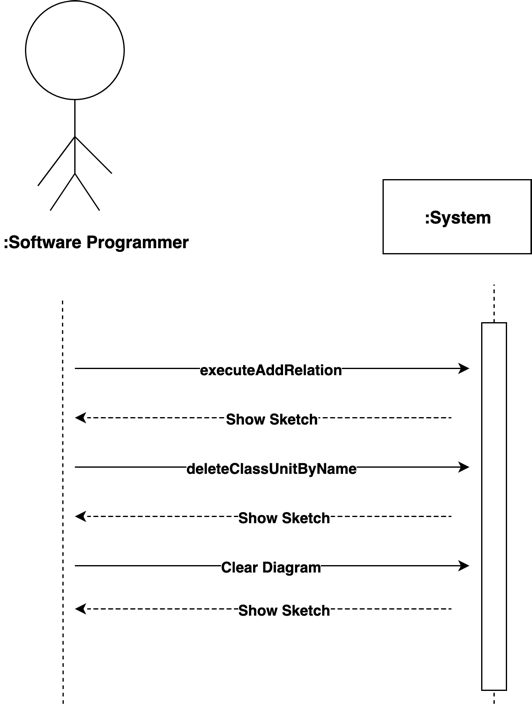 :Software Programmer
:System
executeAddRelation
Show Sketch
deleteClassUnitByName
Show Sketch
Clear Diagram
Show Sketch